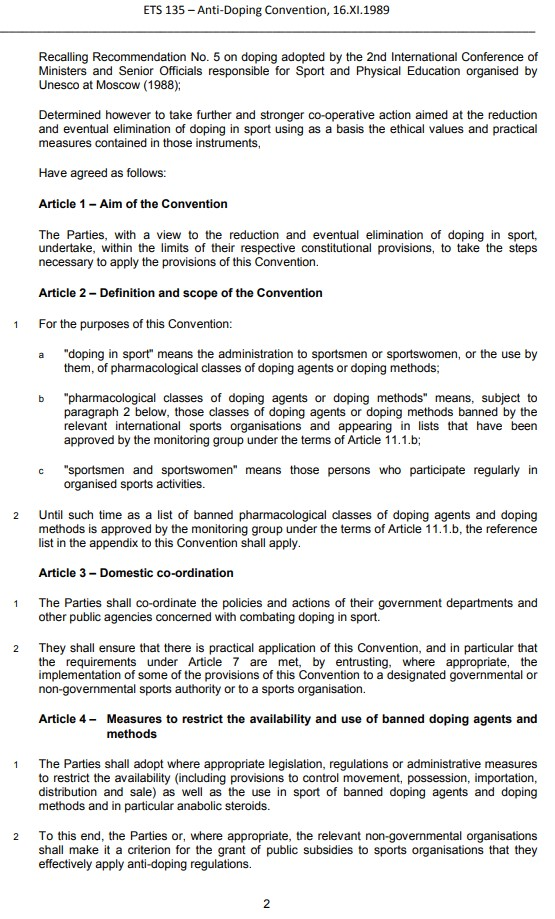 ETS 135 – Anti-Doping Convention, 16.XI.1989
Recalling Recommendation No. 5 on doping adopted by the 2nd International Conference of
Ministers and Senior Officials responsible for Sport and Physical Education organised by
Unesco at Moscow (1988);
Determined however to take further and stronger co-operative action aimed at the reduction
and eventual elimination of doping in sport using as a basis the ethical values and practical
measures contained in those instruments,
Have agreed as follows:
Article 1 – Aim of the Convention
The Parties, with a view to the reduction and eventual elimination of doping in sport,
undertake, within the limits of their respective constitutional provisions, to take the steps
necessary to apply the provisions of this Convention.
Article 2 – Definition and scope of the Convention
1 For the purposes of this Convention:
a "doping in sport" means the administration to sportsmen or sportswomen, or the use by
them, of pharmacological classes of doping agents or doping methods;
b "pharmacological classes of doping agents or doping methods" means, subject to
paragraph 2 below, those classes of doping agents or doping methods banned by the
relevant international sports organisations and appearing in lists that have been
approved by the monitoring group under the terms of Article 11.1.b;
c "sportsmen and sportswomen" means those persons who participate regularly in
organised sports activities.
2 Until such time as a list of banned pharmacological classes of doping agents and doping
methods is approved by the monitoring group under the terms of Article 11.1.b, the reference
list in the appendix to this Convention shall apply.
Article 3 – Domestic co-ordination
1 The Parties shall co-ordinate the policies and actions of their government departments and
other public agencies concerned with combating doping in sport.
2 They shall ensure that there is practical application of this Convention, and in particular that
the requirements under Article 7 are met, by entrusting, where appropriate, the
implementation of some of the provisions of this Convention to a designated governmental or
non-governmental sports authority or to a sports organisation.
Article 4 – Measures to restrict the availability and use of banned doping agents and
methods
1 The Parties shall adopt where appropriate legislation, regulations or administrative measures
to restrict the availability (including provisions to control movement, possession, importation,
distribution and sale) as well as the use in sport of banned doping agents and doping
methods and in particular anabolic steroids.
2 To this end, the Parties or, where appropriate, the relevant non-governmental organisations
shall make it a criterion for the grant of public subsidies to sports organisations that they
effectively apply anti-doping regulations.
2